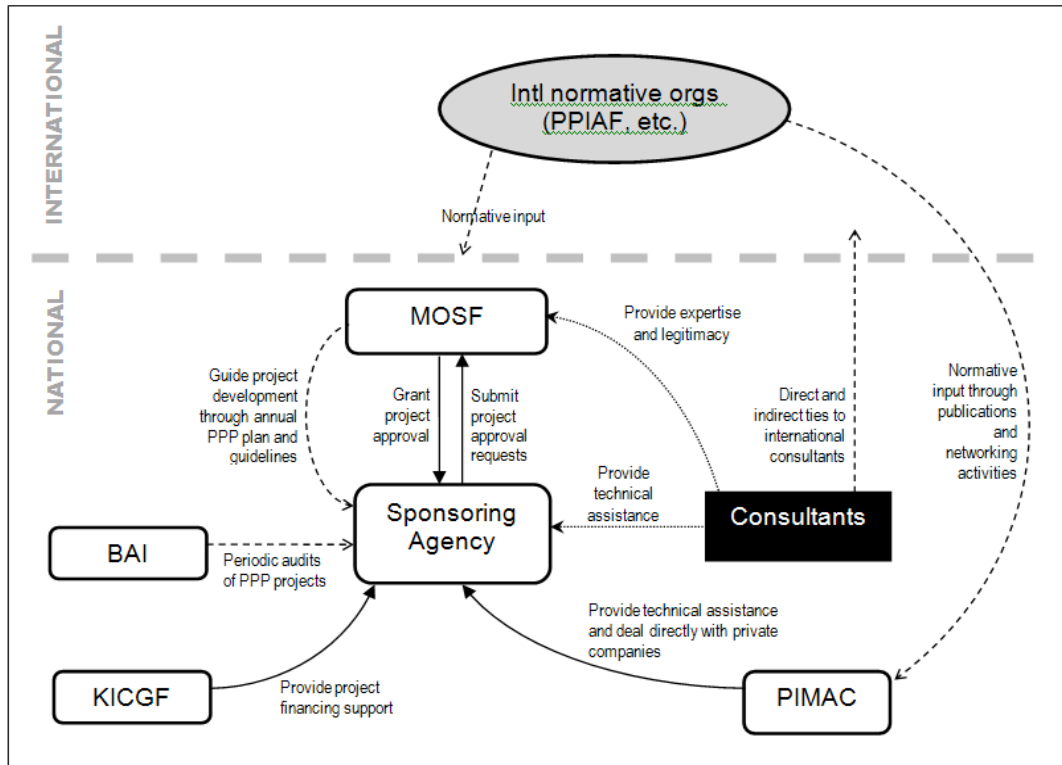 INTERNATIONAL
Intl normative orgs
(PPIAF, etc.)
Normative input
NATIONAL
MOSF
Provide expertise
and legitimacy
Guide project
development
through annual
PPP plan and
guidelines
Grant
project
approval
Submit
project
approval
requests
Direct and
indirect ties to
international
consultants
Normative
input through
publications
and
networking
activities
Sponsoring
Agency
Provide
technical
assistance
Consultants
BAI
Periodic audits
of PPP projects
Provide technical assistance
and deal directly with private
companies
KICGF
Provide project
financing support
PIMAC